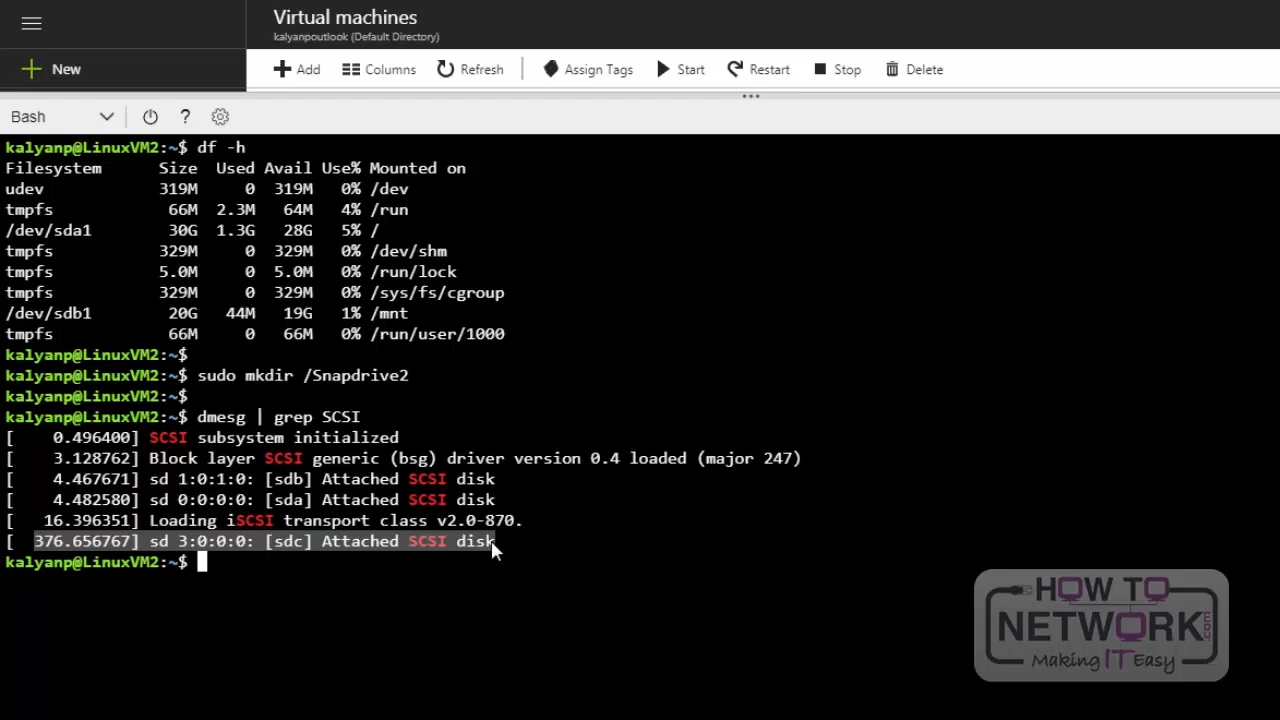 Virtual machines
kalyanpoutlook (Default Directory)
New
Add Columns Refresh Assign Tags Start Restart Stop Delete
Bash ?
kalyanp@LinuxVM2:~$ df -h
Filesystem Size Used Avail Use% Mounted on
udev 319M 0 319M 0% /dev
tmpfs 66M 2.3M 64M 4% /run
/dev/sda1 30G 1.3G 28G 5% /
tmpfs 329M 0 329M 0% /dev/shm
tmpfs 5.0M 0 5.0M 0% /run/lock
tmpfs 329M 0 329M 0% /sys/fs/cgroup
/dev/sdb1 20G 44M 19G 1% /mnt
tmpfs 66M 0 66M 0% /run/user/1000
kalyanp@LinuxVM2:~$
kalyanp@LinuxVM2:~$ sudo mkdir /Snapdrive2
kalyanp@LinuxVM2:~$
kalyanp@LinuxVM2:~$ dmesg | grep SCSI
[ 0.496400] SCSI subsystem initialized
[ 3.128762] Block layer SCSI generic (bsg) driver version 0.4 loaded (major 247)
[ 4.467671] sd 1:0:1:0: [sdb] Attached SCSI disk
[ 4.482580] sd 0:0:0:0: [sda] Attached SCSI disk
[ 16.396351] Loading iSCSI transport class v2.0-870.
[ 376.656767] sd 3:0:0:0: [sdc] Attached SCSI disk
kalyanp@LinuxVM2:~$
HOW TO
NETWORK.com
Making IT Easy